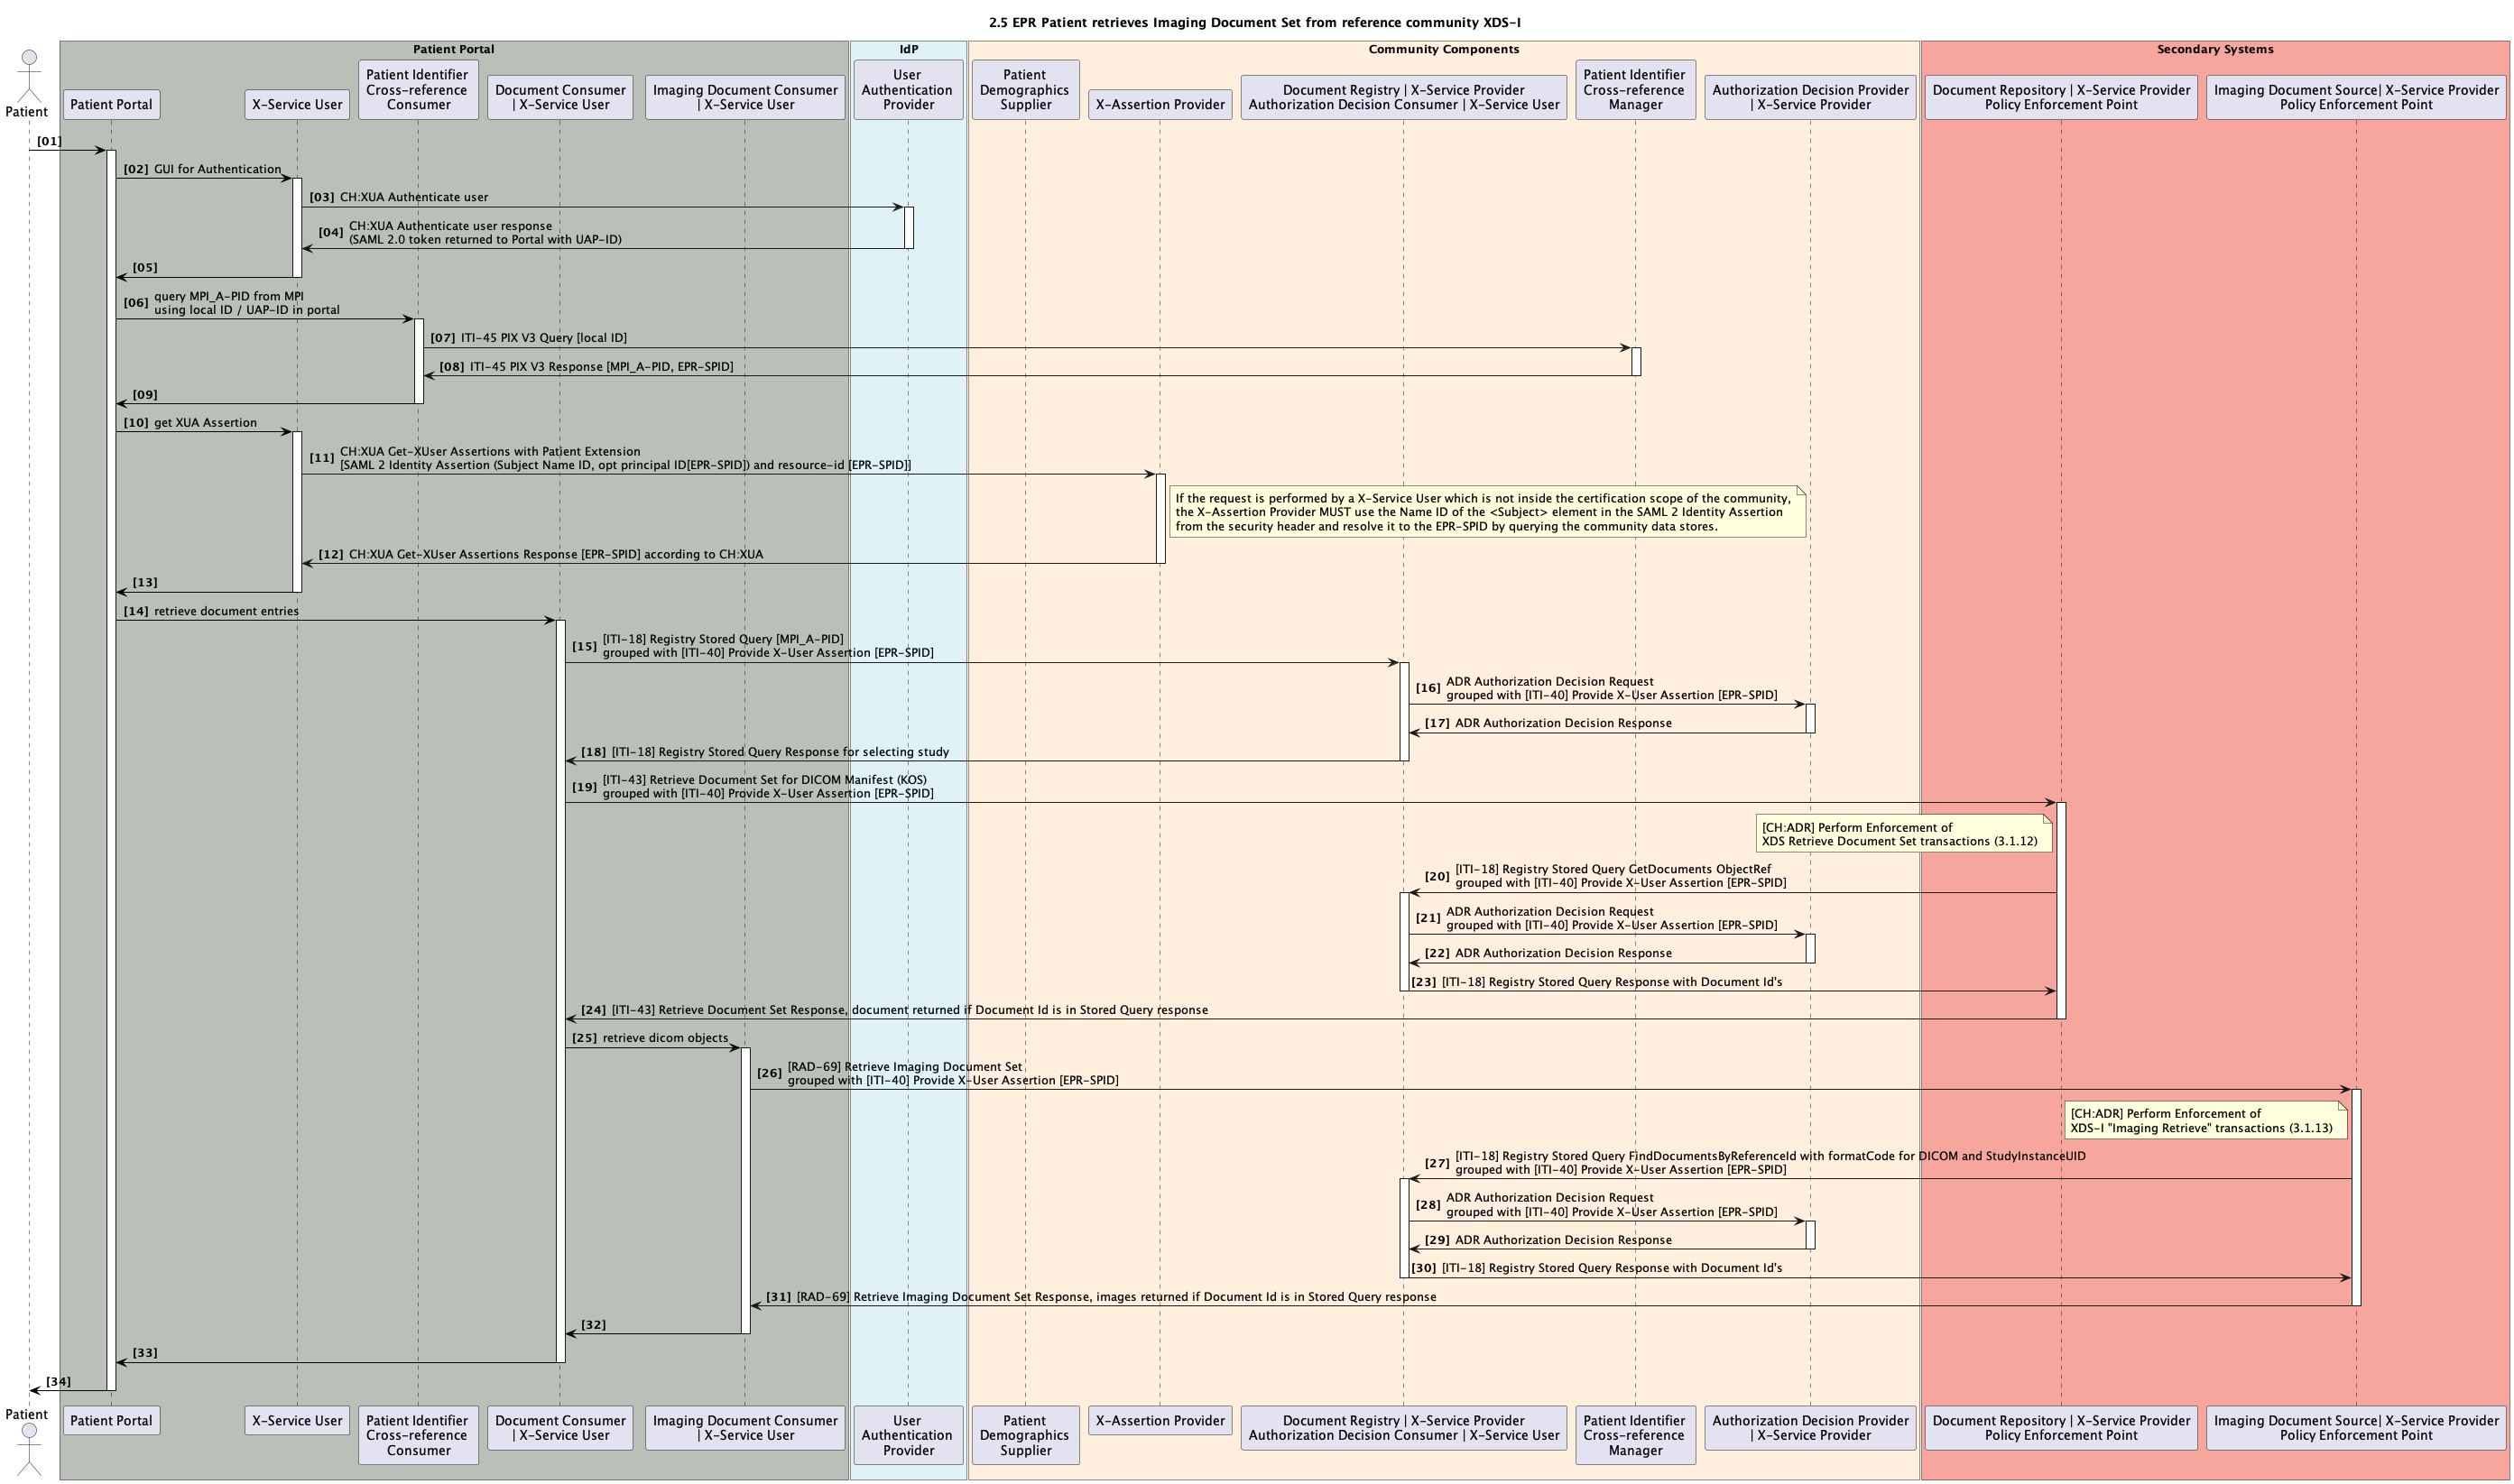 2.5 EPR Patient retrieves Imaging Document Set from reference community XDS-I
Patient Portal
IdP
Community Components
Secondary Systems
Patient
Patient Portal
X-Service User
Patient Identifier
Cross-reference
Consumer
Document Consumer
| X-Service User
Imaging Document Consumer
| X-Service User
User
Authentication
Provider
Patient
Demographics
Supplier
X-Assertion Provider
Document Registry | X-Service Provider
Authorization Decision Consumer | X-Service User
Patient Identifier
Cross-reference
Manager
Authorization Decision Provider
| X-Service Provider
Document Repository | X-Service Provider
Policy Enforcement Point
Imaging Document Source| X-Service Provider
Policy Enforcement Point
[01]
[02] GUI for Authentication
[03] CH:XUA Authenticate user
[04] CH:XUA Authenticate user response
(SAML 2.0 token returned to Portal with UAP-ID)
[05]
[06] query MPI_A-PID from MPI
using local ID / UAP-ID in portal
[07] ITI-45 PIX V3 Query [local ID]
[08] ITI-45 PIX V3 Response [MPI_A-PID, EPR-SPID]
[09]
[10] get XUA Assertion
[11] CH:XUA Get-XUser Assertions with Patient Extension
[SAML 2 Identity Assertion (Subject Name ID, opt principal ID[EPR-SPID]) and resource-id [EPR-SPID]]
If the request is performed by a X-Service User which is not inside the certification scope of the community,
the X-Assertion Provider MUST use the Name ID of the <Subject> element in the SAML 2 Identity Assertion
from the security header and resolve it to the EPR-SPID by querying the community data stores.
[12] CH:XUA Get-XUser Assertions Response [EPR-SPID] according to CH:XUA
[13]
[14] retrieve document entries
[15] [ITI-18] Registry Stored Query [MPI_A-PID]
grouped with [ITI-40] Provide X-User Assertion [EPR-SPID]
[16] ADR Authorization Decision Request
grouped with [ITI-40] Provide X-User Assertion [EPR-SPID]
[17] ADR Authorization Decision Response
[18] [ITI-18] Registry Stored Query Response for selecting study
[19] [ITI-43] Retrieve Document Set for DICOM Manifest (KOS)
grouped with [ITI-40] Provide X-User Assertion [EPR-SPID]
[CH:ADR] Perform Enforcement of
XDS Retrieve Document Set transactions (3.1.12)
[20] [ITI-18] Registry Stored Query GetDocuments ObjectRef
grouped with [ITI-40] Provide X-User Assertion [EPR-SPID]
[21] ADR Authorization Decision Request
grouped with [ITI-40] Provide X-User Assertion [EPR-SPID]
[22] ADR Authorization Decision Response
[23] [ITI-18] Registry Stored Query Response with Document Id's
[24] [ITI-43] Retrieve Document Set Response, document returned if Document Id is in Stored Query response
[25] retrieve dicom objects
[26] [RAD-69] Retrieve Imaging Document Set
grouped with [ITI-40] Provide X-User Assertion [EPR-SPID]
[CH:ADR] Perform Enforcement of
XDS-I "Imaging Retrieve" transactions (3.1.13)
[27] [ITI-18] Registry Stored Query FindDocumentsByReferenceId with formatCode for DICOM and StudyInstanceUID
grouped with [ITI-40] Provide X-User Assertion [EPR-SPID]
[28] ADR Authorization Decision Request
grouped with [ITI-40] Provide X-User Assertion [EPR-SPID]
[29] ADR Authorization Decision Response
[30] [ITI-18] Registry Stored Query Response with Document Id's
[31] [RAD-69] Retrieve Imaging Document Set Response, images returned if Document Id is in Stored Query response
[32]
[33]
[34]
Patient
Patient Portal
X-Service User
Patient Identifier
Cross-reference
Consumer
Document Consumer
| X-Service User
Imaging Document Consumer
| X-Service User
User
Authentication
Provider
Patient
Demographics
Supplier
X-Assertion Provider
Document Registry | X-Service Provider
Authorization Decision Consumer | X-Service User
Patient Identifier
Cross-reference
Manager
Authorization Decision Provider
| X-Service Provider
Document Repository | X-Service Provider
Policy Enforcement Point
Imaging Document Source| X-Service Provider
Policy Enforcement Point